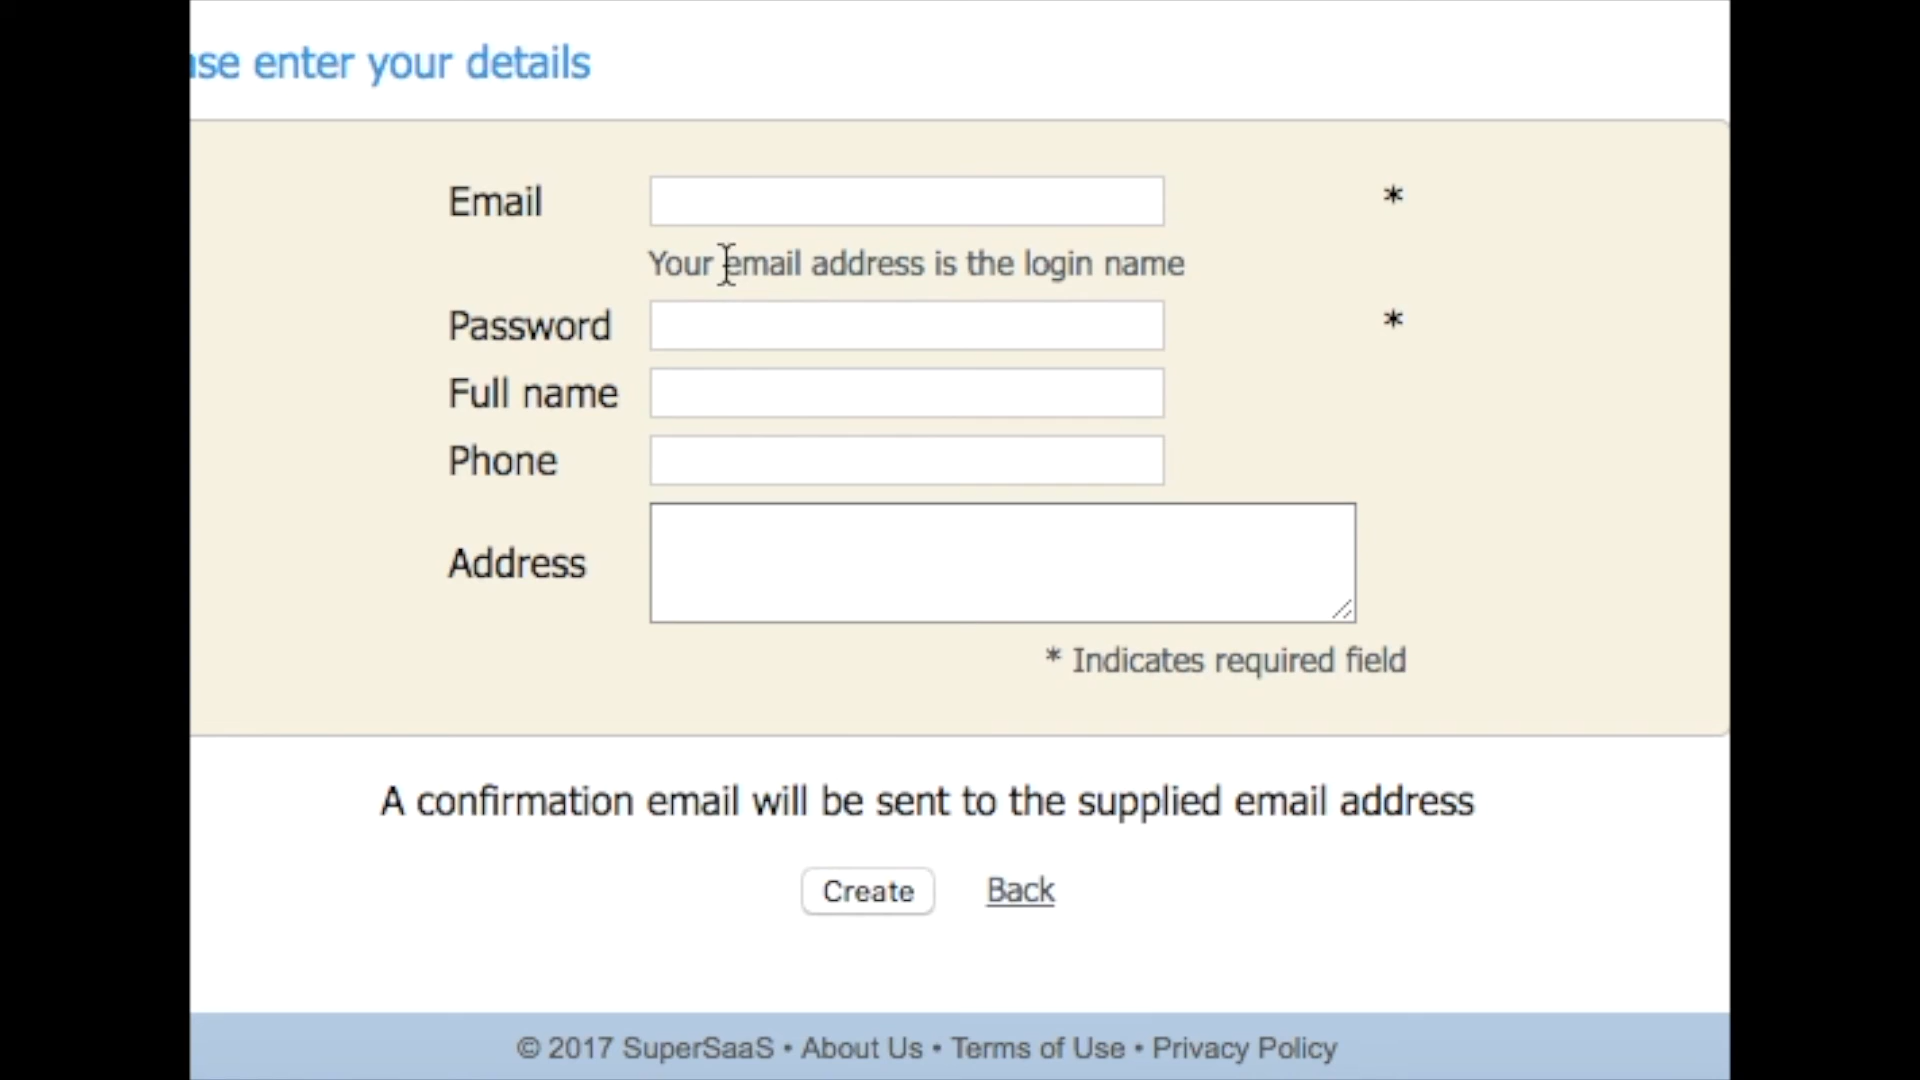 enter your details
Email *
Your email address is the login name
Password *
Full name
Phone
Address
* Indicates required field
A confirmation email will be sent to the supplied email address
Create Back
© 2017 SuperSaaS • About Us • Terms of Use • Privacy Policy